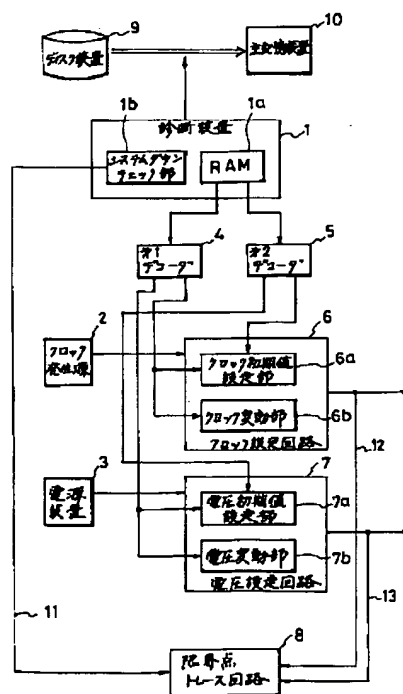 9
ディスク装置
10
主記憶装置
1b
診断装置
1a
1
システムダウン
チェック部
RAM
4
5
#1
デコーダ
#2
デコーダ
2
6
クロック
発生源
クロック初期値
設定部
6a
クロック変動部
6b
クロック設定回路
12
3
7
電源
装置
電圧初期値
設定部
7a
電圧変動部
7b
電圧設定回路
11
13
8
限界点
トレース回路